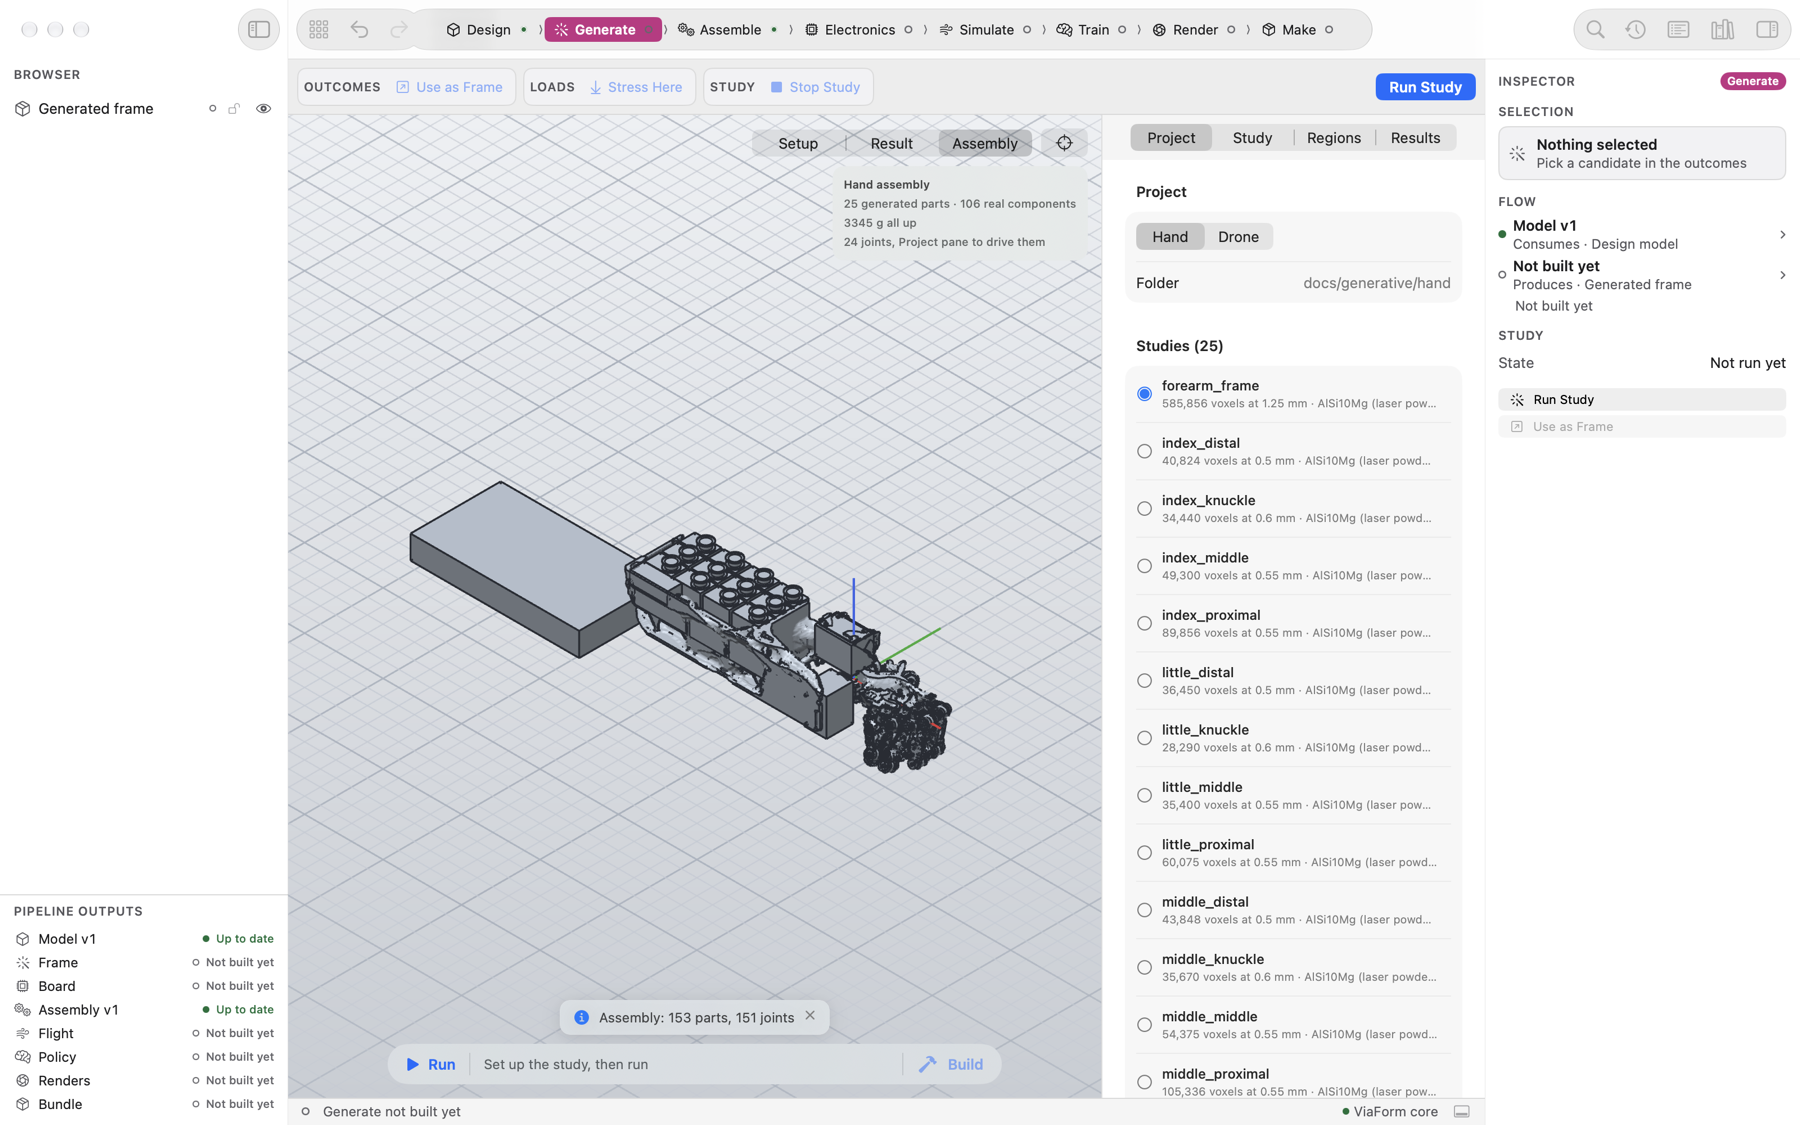 Design
Generate
Assemble
Electronics
Simulate
Train
Render
Make
BROWSER
Generated frame
OUTCOMES
Use as Frame
LOADS
Stress Here
STUDY
Stop Study
Run Study
Setup
Result
Assembly
Hand assembly
25 generated parts · 106 real components
3345 g all up
24 joints, Project pane to drive them
Assembly: 153 parts, 151 joints
Run
Set up the study, then run
Build
Project
Study
Regions
Results
Project
Hand
Drone
Folder
docs/generative/hand
Studies (25)
forearm_frame
585,856 voxels at 1.25 mm · AlSi10Mg (laser pow...
index_distal
40,824 voxels at 0.5 mm · AlSi10Mg (laser powd...
index_knuckle
34,440 voxels at 0.6 mm · AlSi10Mg (laser powd...
index_middle
49,300 voxels at 0.55 mm · AlSi10Mg (laser powd...
index_proximal
89,856 voxels at 0.55 mm · AlSi10Mg (laser powd...
little_distal
36,450 voxels at 0.5 mm · AlSi10Mg (laser powd...
little_knuckle
28,290 voxels at 0.6 mm · AlSi10Mg (laser powd...
little_middle
35,400 voxels at 0.55 mm · AlSi10Mg (laser pow...
little_proximal
60,075 voxels at 0.55 mm · AlSi10Mg (laser powd...
middle_distal
43,848 voxels at 0.5 mm · AlSi10Mg (laser powd...
middle_knuckle
35,670 voxels at 0.6 mm · AlSi10Mg (laser powde...
middle_middle
54,375 voxels at 0.55 mm · AlSi10Mg (laser powd...
middle_proximal
105,336 voxels at 0.55 mm · AlSi10Mg (laser pow...
INSPECTOR
Generate
SELECTION
Nothing selected
Pick a candidate in the outcomes
FLOW
Model v1
Consumes · Design model
Not built yet
Produces · Generated frame
Not built yet
STUDY
State
Not run yet
Run Study
Use as Frame
PIPELINE OUTPUTS
Model v1
Up to date
Frame
Not built yet
Board
Not built yet
Assembly v1
Up to date
Flight
Not built yet
Policy
Not built yet
Renders
Not built yet
Bundle
Not built yet
Generate not built yet
ViaForm core